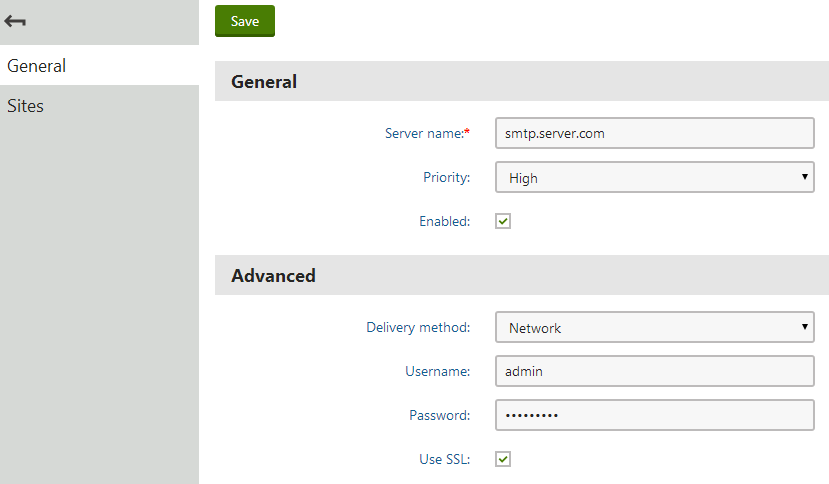 Save
General
Sites
General
Server name:*
smtp.server.com
Priority:
High
Enabled:
Advanced
Delivery method:
Network
Username:
admin
Password:
•••••••••
Use SSL: